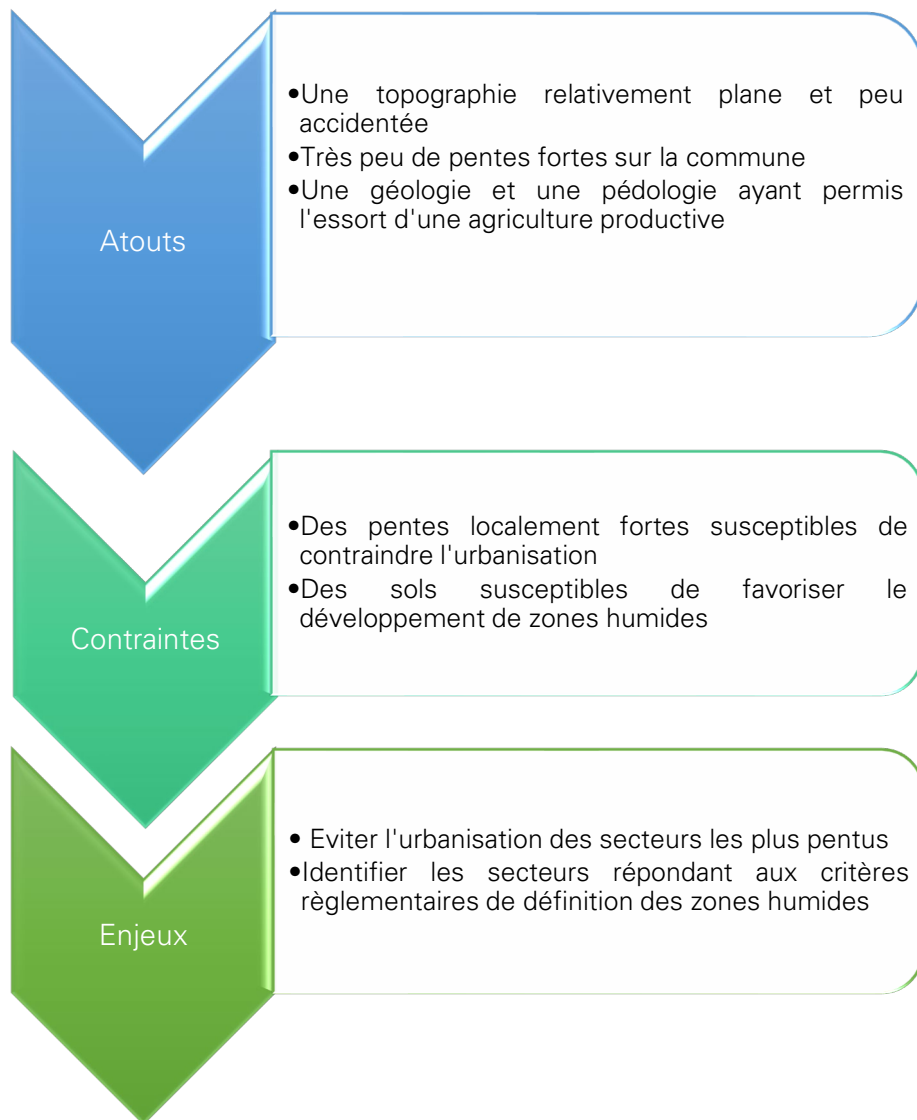 Atouts
•Une topographie relativement plane et peu
accidentée
•Très peu de pentes fortes sur la commune
•Une géologie et une pédologie ayant permis
l'essort d'une agriculture productive
Contraintes
•Des pentes localement fortes susceptibles de
contraindre l'urbanisation
•Des sols susceptibles de favoriser le
développement de zones humides
Enjeux
• Eviter l'urbanisation des secteurs les plus pentus
•Identifier les secteurs répondant aux critères
règlementaires de définition des zones humides